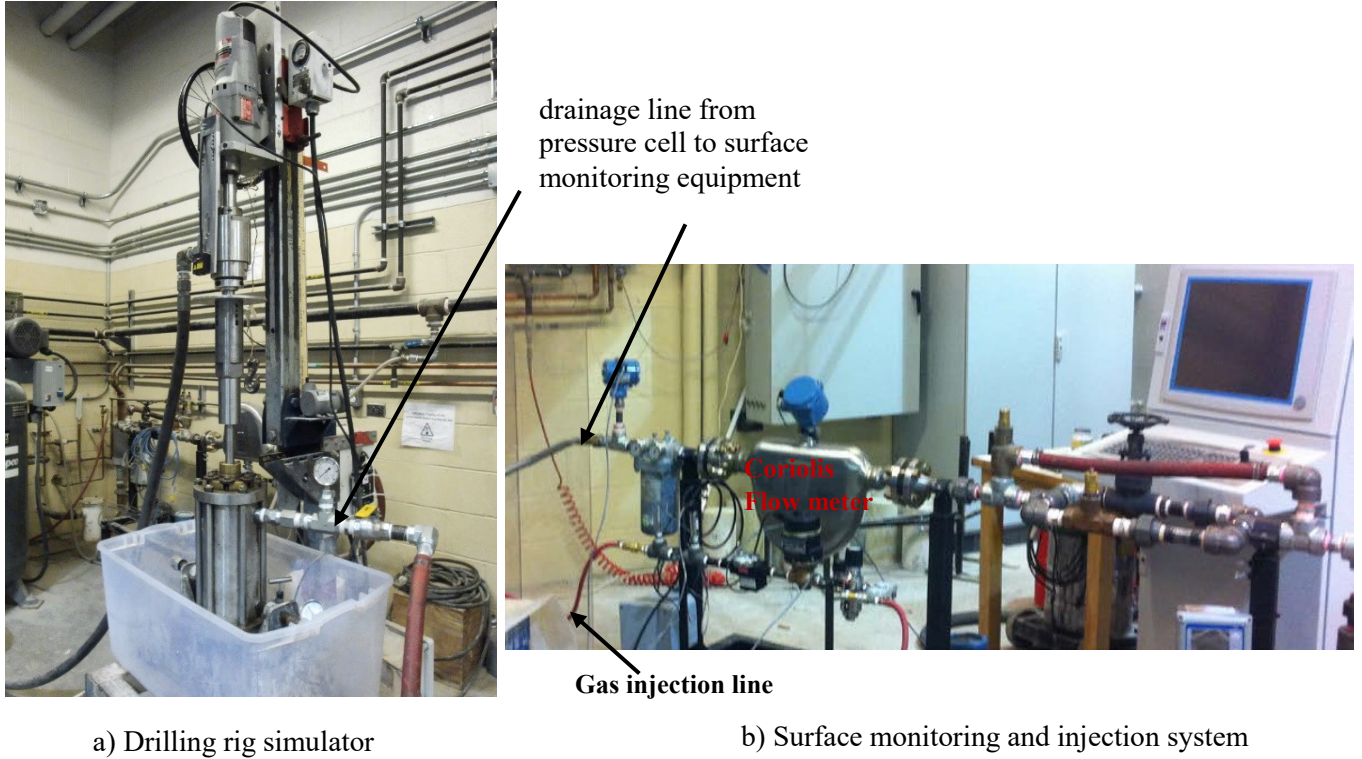 drainage line from
pressure cell to surface
monitoring equipment
Coriolis
Flow meter
Gas injection line
a) Drilling rig simulator
b) Surface monitoring and injection system